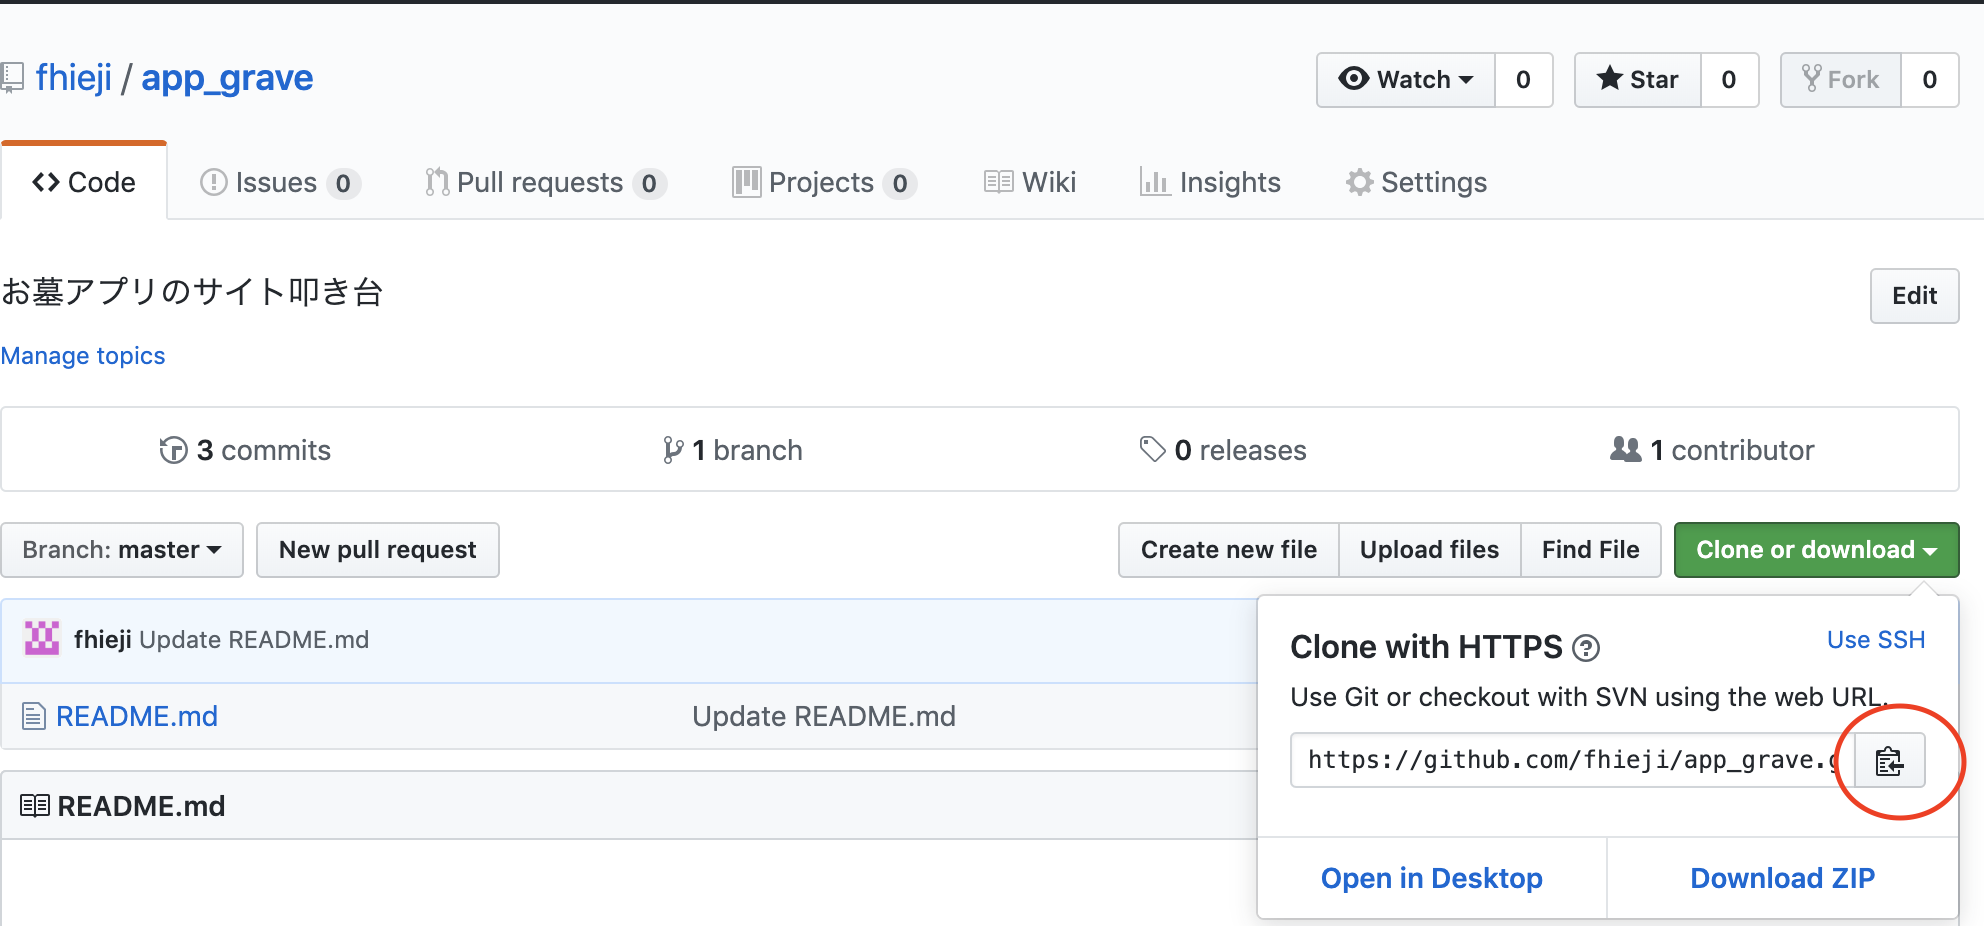 fhieji / app_grave
Watch 0 Star 0 Fork 0
Code Issues 0 Pull requests 0 Projects 0 Wiki Insights Settings
お墓アプリのサイト叩き台
Edit
Manage topics
3 commits 1 branch 0 releases 1 contributor
Branch: master New pull request Create new file Upload files Find File Clone or download
fhieji Update README.md
README.md Update README.md
README.md
Clone with HTTPS ? Use SSH
Use Git or checkout with SVN using the web URL.
https://github.com/fhieji/app_grave.g
Open in Desktop Download ZIP